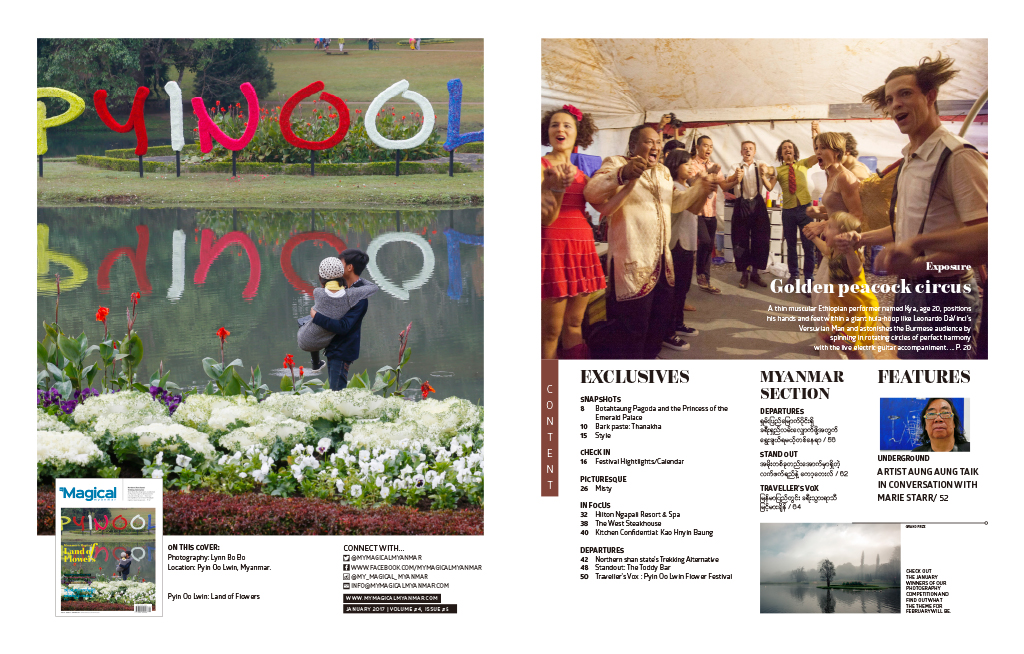 PYINOOL
ON THIS COVER:
Photography: Lynn Bo Bo
Location: Pyin Oo Lwin, Myanmar.
Pyin Oo Lwin: Land of Flowers
Magical
Land of
Flowers
CONNECT WITH...
@MYMAGICALMYANMAR
WWW.FACEBOOK.COM/MYMAGICALMYANMAR
@MY_MAGICAL_MYANMAR
INFO@MYMAGICALMYANMAR.COM
WWW.MYMAGICALMYANMAR.COM
JANUARY 2017 | VOLUME #4, ISSUE #5
Exposure
Golden peacock circus
A thin muscular Ethiopian performer named Kya, age 20, positions
his hands and feet within a giant hula-hoop like Leonardo DaVinci's
Versuvian Man and astonishes the Burmese audience by
spinning in rotating circles of perfect harmony
with the live electric guitar accompaniment. . . P. 20
CONTENT
EXCLUSIVES
SNAPSHOTS
8 Botahtaung Pagoda and the Princess of the
Emerald Palace
10 Bark paste: Thanakha
15 Style
CHECK IN
16 Festival Hightlights/Calendar
PICTURESQUE
26 Misty
IN FOCUS
32 Hilton Ngapali Resort & Spa
38 The West Steakhouse
40 Kitchen Confidential: Kao Hnyin Baung
DEPARTURES
42 Northern shan state's Trekking Alternative
48 Standout: The Toddy Bar
50 Traveller's Vox : Pyin Oo Lwin Flower Festival
MYANMAR
SECTION
DEPARTURES
STAND OUT
TRAVELLER'S VOX
FEATURES
UNDERGROUND
ARTIST AUNG AUNG TAIK
IN CONVERSATION WITH
MARIE STARR/ 52
GRAND PRIZE
CHECK OUT
THE JANUARY
WINNERS OF OUR
PHOTOGRAPHY
COMPETITION AND
FIND OUT WHAT
THE THEME FOR
FEBRUARY WILL BE.